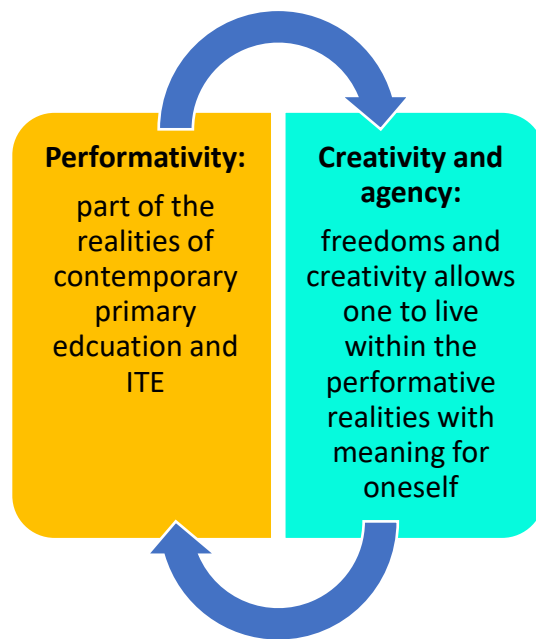 Performativity:
part of the
realities of
contemporary
primary
edcuation and
ITE
Creativity and
agency:
freedoms and
creativity allows
one to live
within the
performative
realities with
meaning for
oneself